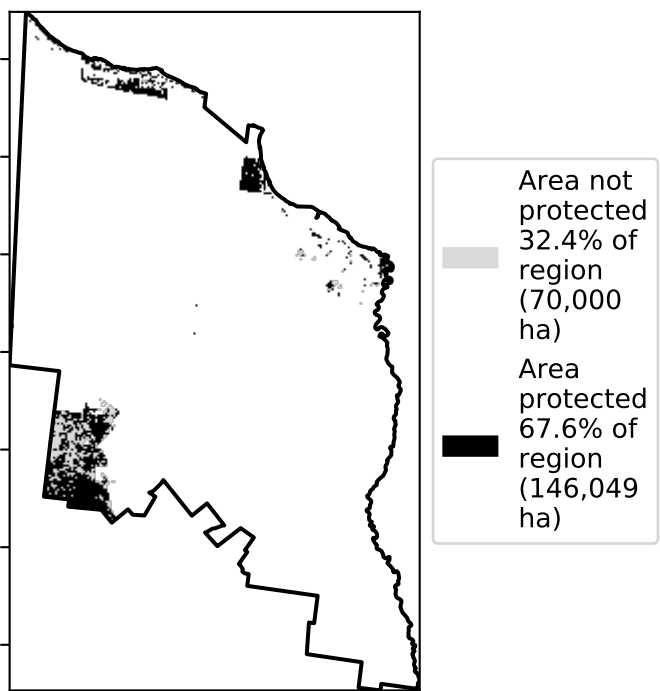 Area not
protected
32.4% of
region
(70,000
ha)
Area
protected
67.6% of
region
(146,049
ha)